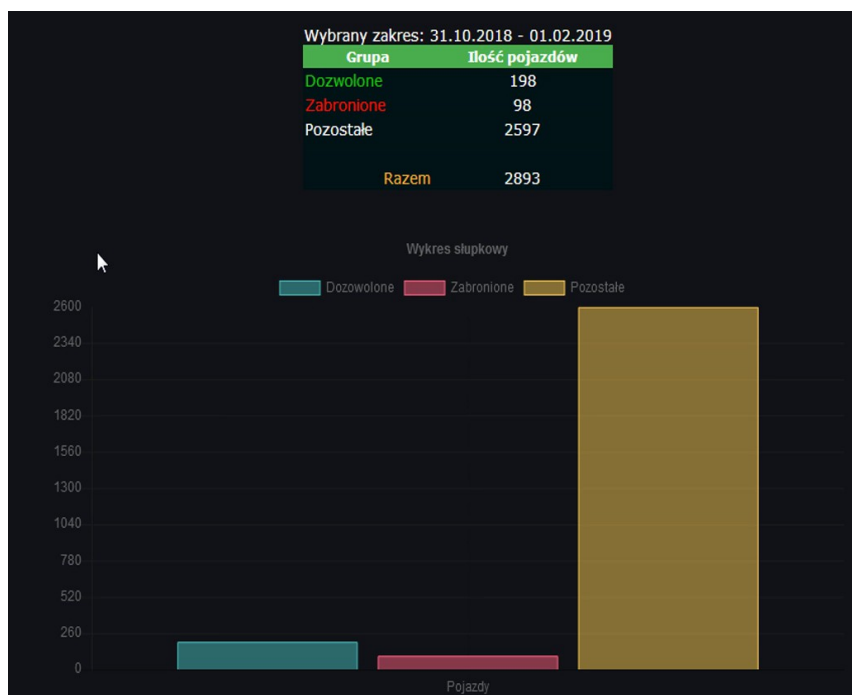 Wybrany zakres: 31.10.2018 - 01.02.2019
Grupa Ilość pojazdów
Dozwolone 198
Zabronione 98
Pozostałe 2597
Razem 2893
Wykres słupkowy
Dozowolone Zabronione Pozostałe
2600
2340
2080
1820
1560
1300
1040
780
520
260
0
Pojazdy